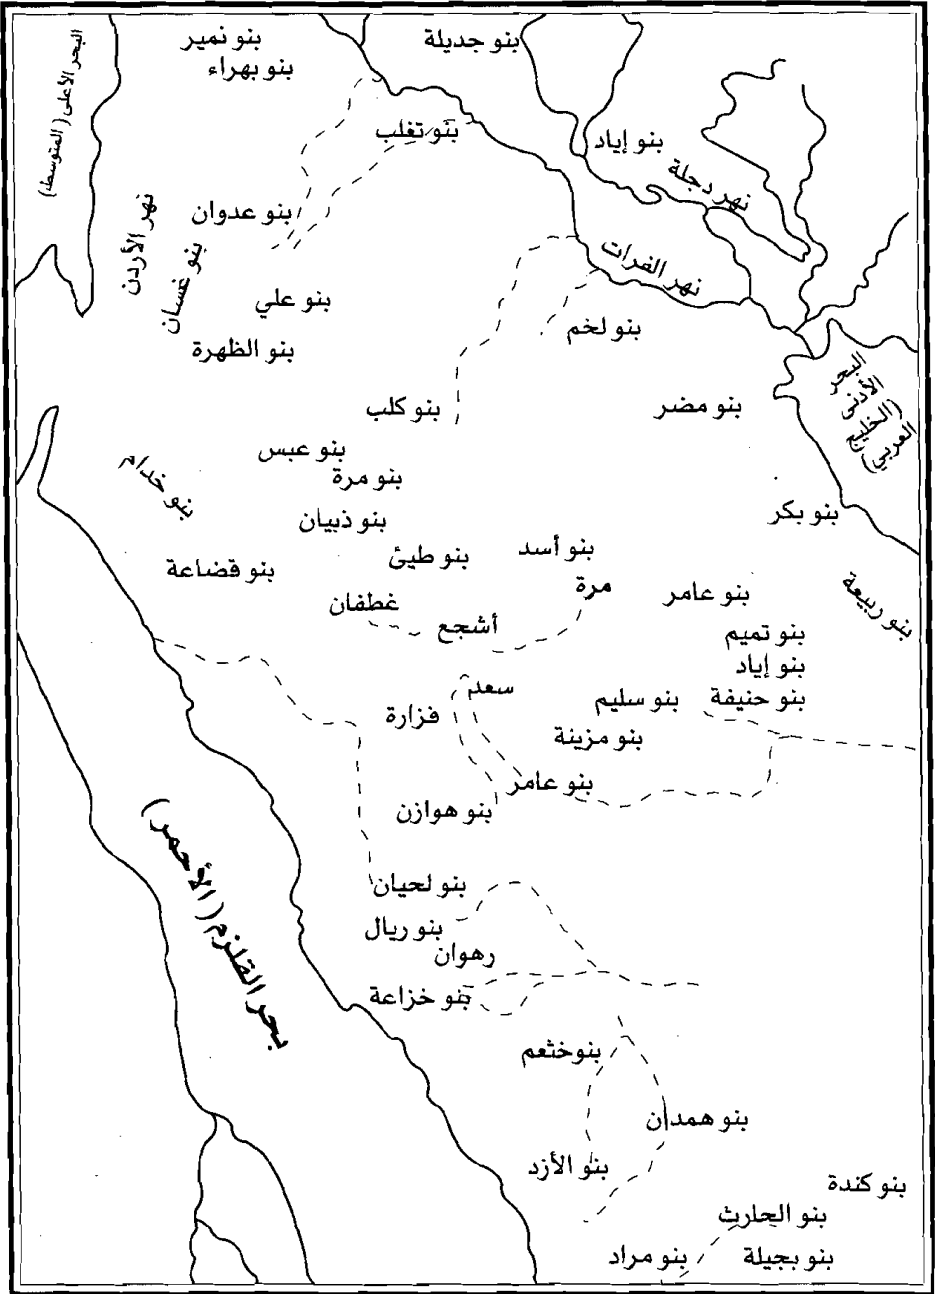 البحر الأعلى (المتوسط)
بنو نمير
بنو بهراء
بنو جديلة
بنو تغلب
بنو إياد
نهر دجلة
نهر الأردن
بنو عدوان
بنو غسان
نهر الفرات
بنو علي
بنو لخم
بنو الظهرة
البحر
الأدنى
(الخليج
العربي)
بنو كلب
بنو مضر
بنو عبس
بنو مرة
بنو خدام
بنو ذبيان
بنو بكر
بنو أسد
بنو طيئ
بنو قضاعة
مرة
بنو عامر
بنو ربيعة
غطفان
أشجع
بنو تميم
بنو إياد
سعد
بنو حنيفة
بنو سليم
فزارة
بنو مزينة
بنو عامر
بنو هوازن
بحر القلزم (الأحمر)
بنو لحيان
بنو ريال
رهوان
بنو خزاعة
بنو خثعم
بنو همدان
بنو الأزد
بنو كندة
بنو الحارث
بنو مراد
بنو بجيلة